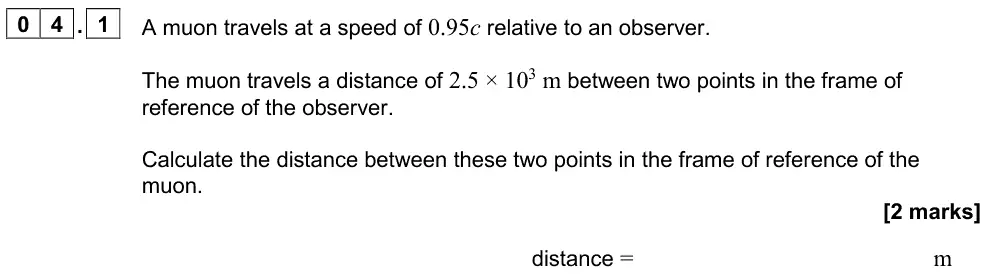 0 4 . 1 A muon travels at a speed of 0.95c relative to an observer.
The muon travels a distance of 2.5 × 10³ m between two points in the frame of
reference of the observer.
Calculate the distance between these two points in the frame of reference of the
muon.
[2 marks]
distance = m